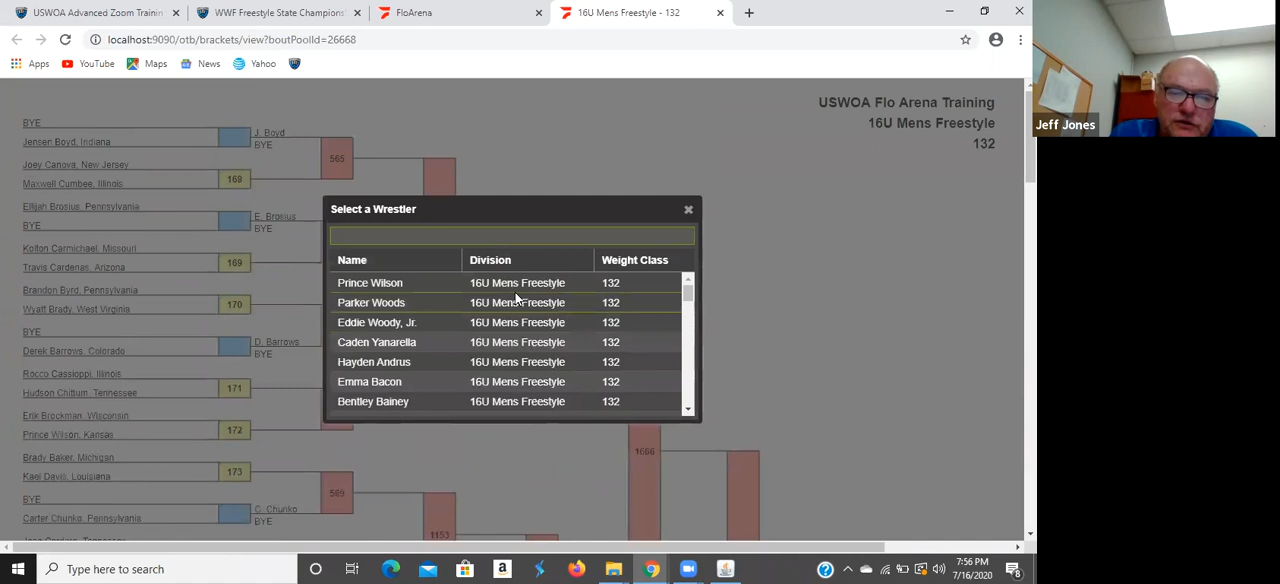 USWOA Advanced Zoom Trainin
WWF Freestyle State Champions
FloArena
16U Mens Freestyle - 132
localhost:9090/otb/brackets/view?boutPoolId=26668
Apps
YouTube
Maps
News
Yahoo
USWOA Flo Arena Training
16U Mens Freestyle
132
BYE
Jensen Boyd, Indiana
J. Boyd
BYE
565
Joey Canova, New Jersey
Maxwell Cumbee, Illinois
169
Ellijah Brosius, Pennsylvania
BYE
E. Brosius
BYE
Kolton Carmichael, Missouri
Travis Cardenas, Arizona
169
Brandon Byrd, Pennsylvania
Wyatt Brady, West Virginia
170
BYE
Derek Barrows, Colorado
D. Barrows
BYE
Rocco Cassioppi, Illinois
Hudson Chittum, Tennessee
171
Erik Brockman, Wisconsin
Prince Wilson, Kansas
172
Brady Baker, Michigan
Kael Davis, Louisiana
173
589
BYE
Carter Chunko, Pennsylvania
C. Chunko
BYE
1153
1666
Select a Wrestler
Name Division Weight Class
Prince Wilson 16U Mens Freestyle 132
Parker Woods 16U Mens Freestyle 132
Eddie Woody, Jr. 16U Mens Freestyle 132
Caden Yanarella 16U Mens Freestyle 132
Hayden Andrus 16U Mens Freestyle 132
Emma Bacon 16U Mens Freestyle 132
Bentley Bainey 16U Mens Freestyle 132
Jeff Jones
Type here to search
7:56 PM
7/16/2020
8